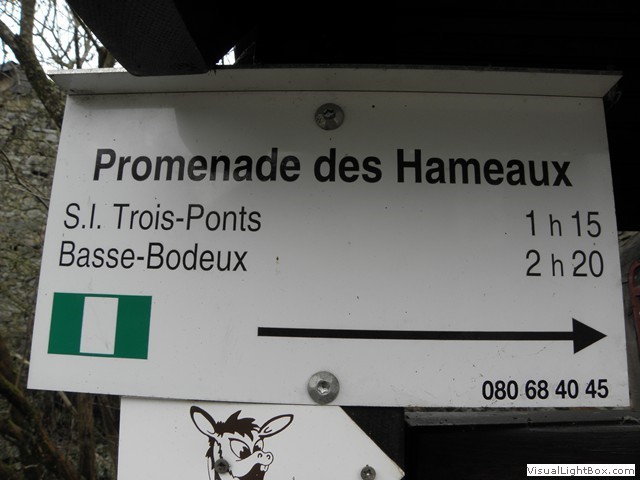 Promenade des Hameaux
S.I. Trois-Ponts 1 h 15
Basse-Bodeux 2 h 20
080 68 40 45
VisualLightBox.com